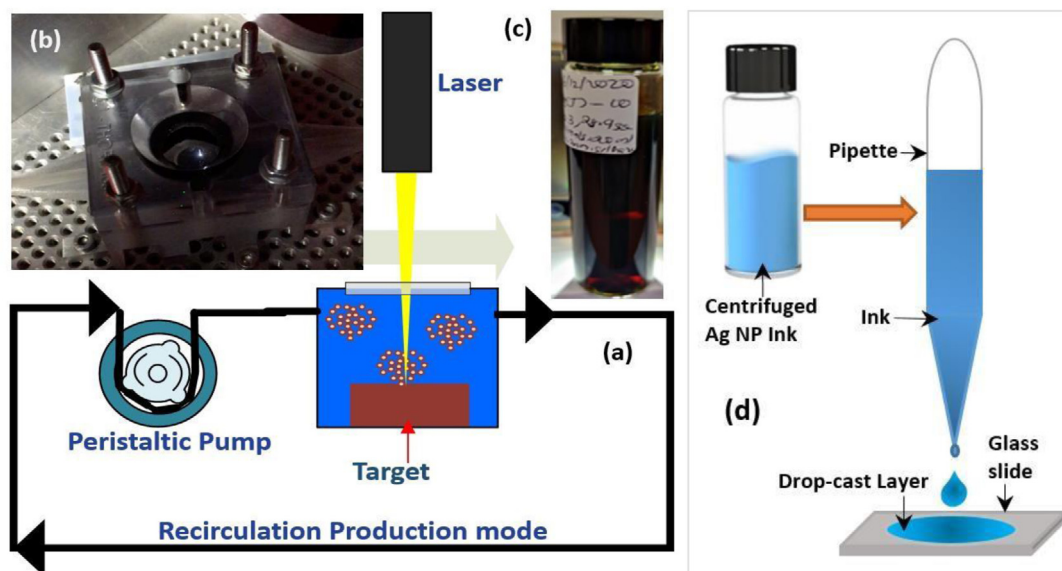 (b)
(c)
Laser
Pipette
Centrifuged
Ag NP Ink
Ink
(a)
Peristaltic Pump
Target
(d)
Glass
slide
Drop-cast Layer
Recirculation Production mode